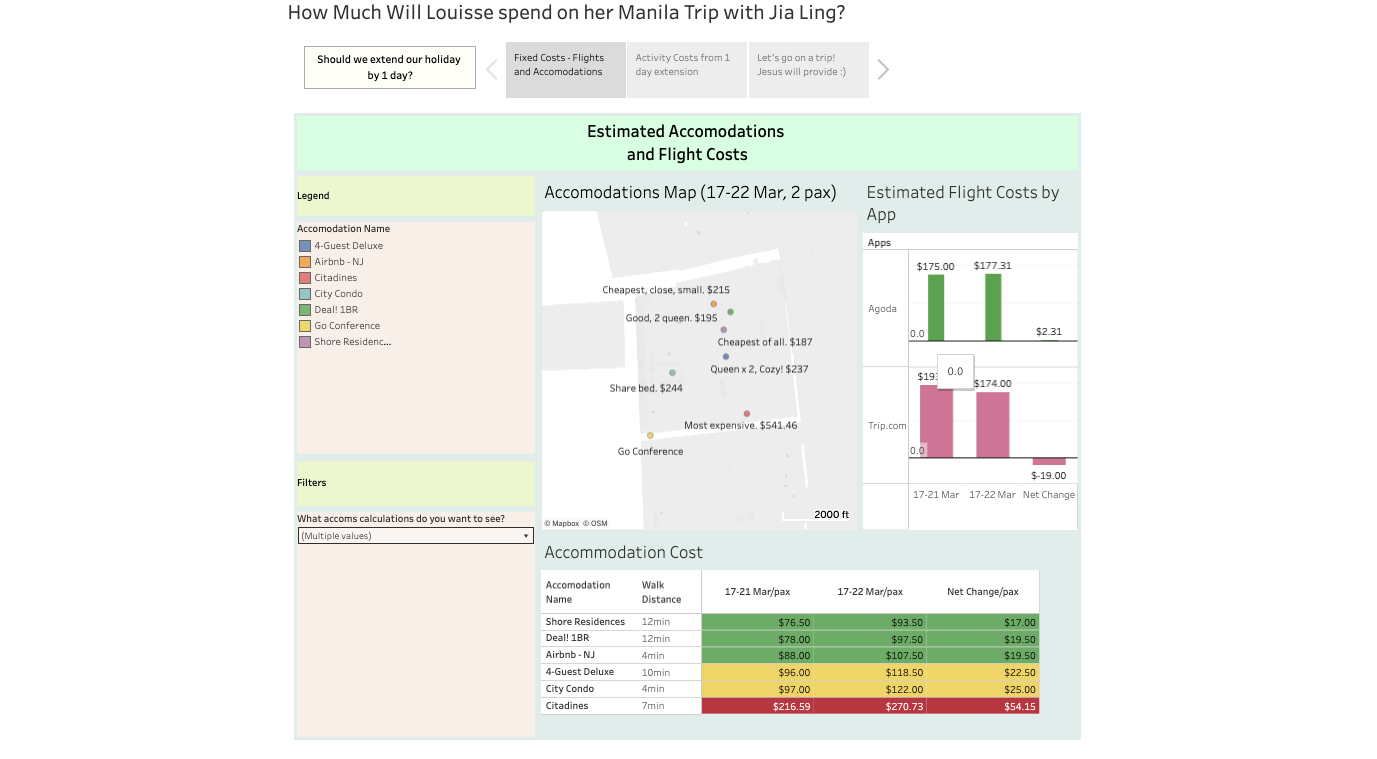 How Much Will Louisse spend on her Manila Trip with Jia Ling?
Should we extend our holiday
by 1 day?
Fixed Costs - Flights
and Accomodations
Activity Costs from 1
day extension
Let's go on a trip!
Jesus will provide :)
Estimated Accomodations
and Flight Costs
Legend
Accomodation Name
4-Guest Deluxe
Airbnb - NJ
Citadines
City Condo
Deal! 1BR
Go Conference
Shore Residenc...
Filters
What accoms calculations do you want to see?
(Multiple values)
Accomodations Map (17-22 Mar, 2 pax)
Cheapest, close, small. $215
Good, 2 queen. $195
Cheapest of all. $187
Queen x 2, Cozy! $237
Share bed. $244
Most expensive. $541.46
Go Conference
2000 ft
© Mapbox © OSM
Estimated Flight Costs by
App
Apps
$175.00 $177.31
Agoda
0.0
$2.31
0.0
$174.00
Trip.com
0.0
$-19.00
17-21 Mar 17-22 Mar Net Change
Accommodation Cost
Accomodation
Name
Walk
Distance
17-21 Mar/pax 17-22 Mar/pax Net Change/pax
Shore Residences 12min $76.50 $93.50 $17.00
Deal! 1BR 12min $78.00 $97.50 $19.50
Airbnb - NJ 4min $88.00 $107.50 $19.50
4-Guest Deluxe 10min $96.00 $118.50 $22.50
City Condo 4min $97.00 $122.00 $25.00
Citadines 7min $216.59 $270.73 $54.15